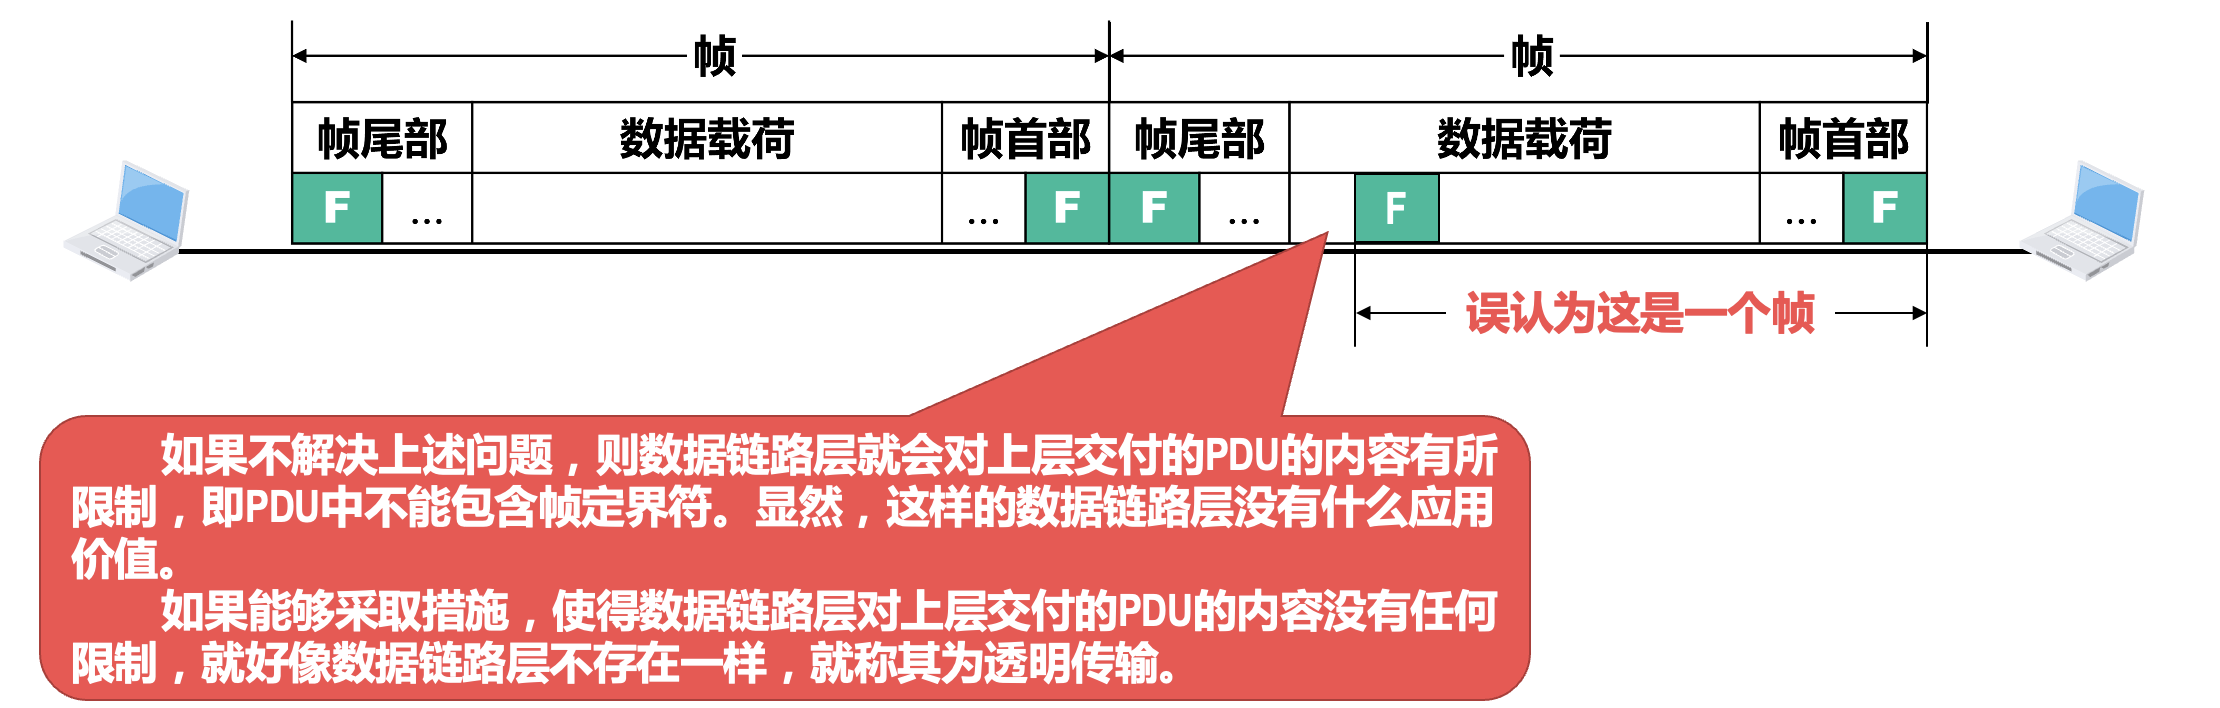 帧 帧
帧尾部 数据载荷 帧首部 帧尾部 数据载荷 帧首部
F ... ... F F ... F ... F
误认为这是一个帧
如果不解决上述问题，则数据链路层就会对上层交付的PDU的内容有所
限制，即PDU中不能包含帧定界符。显然，这样的数据链路层没有什么应用
价值。
如果能够采取措施，使得数据链路层对上层交付的PDU的内容没有任何
限制，就好像数据链路层不存在一样，就称其为透明传输。